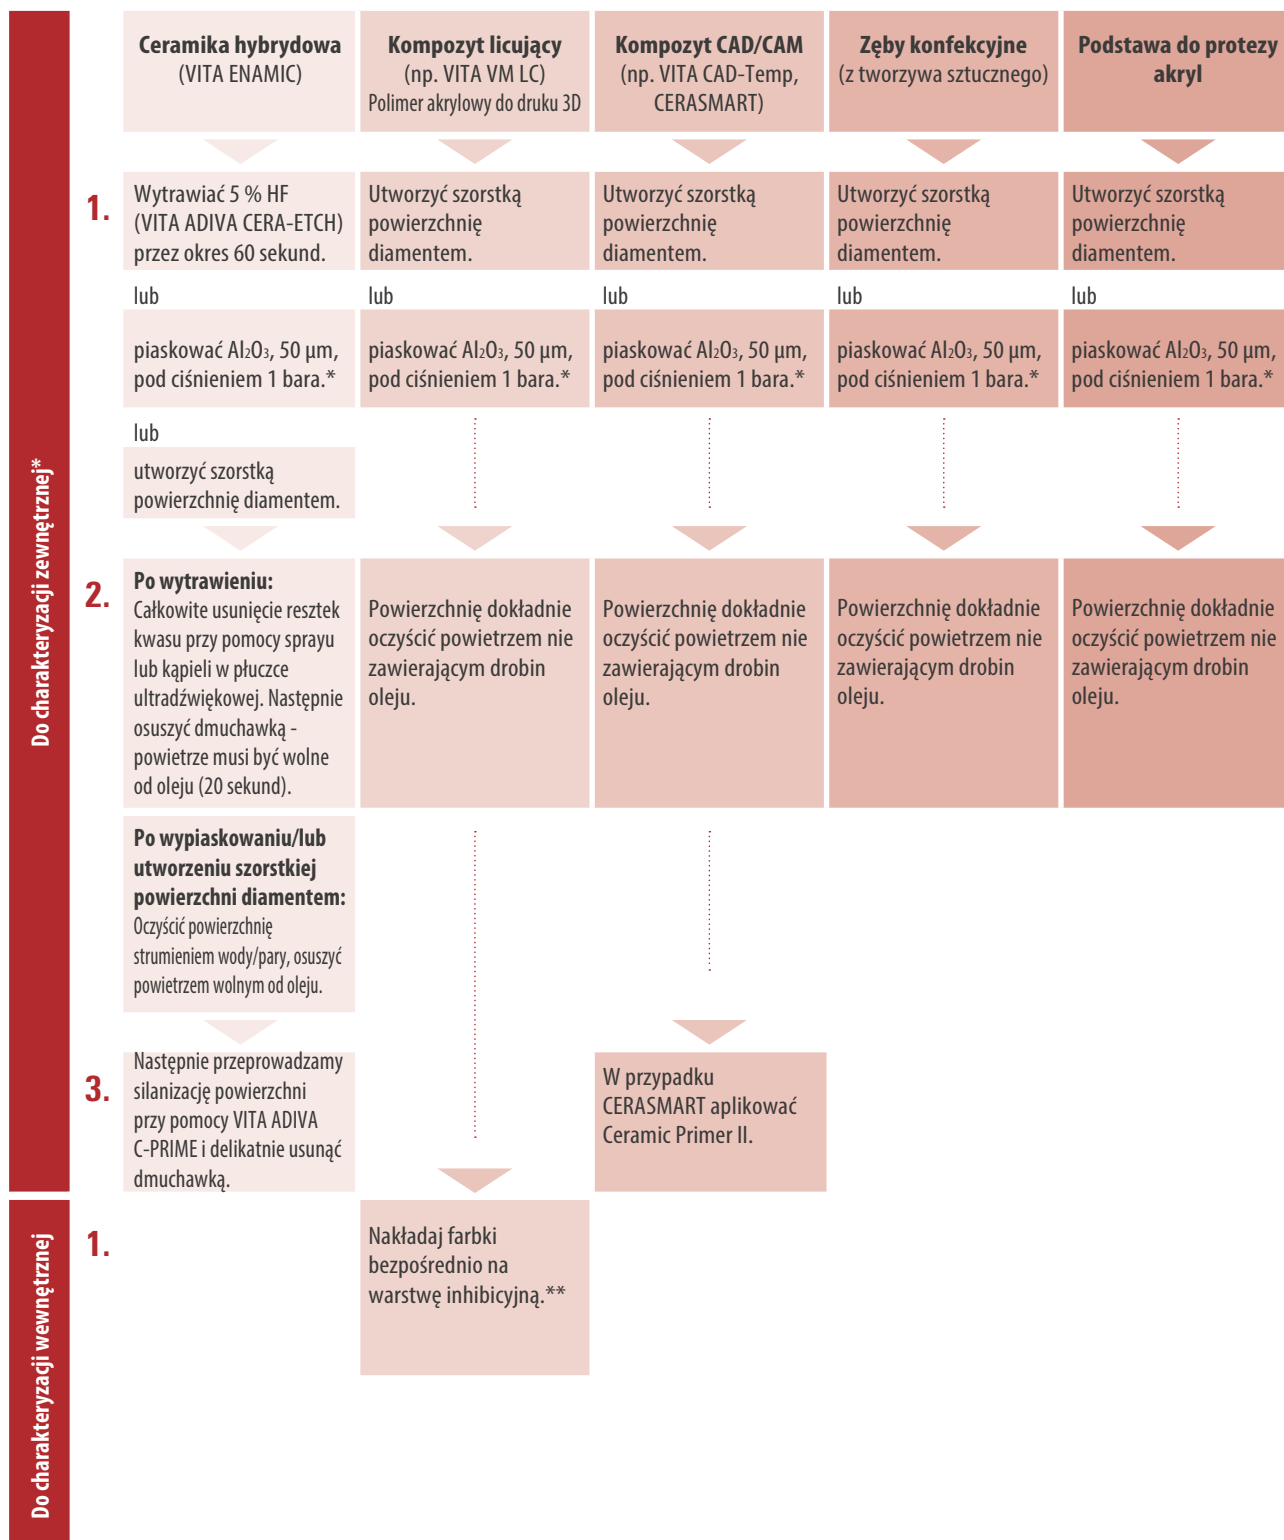 Ceramika hybrydowa
(VITA ENAMIC)
Kompozyt licujący
(np. VITA VM LC)
Polimer akrylowy do druku 3D
Kompozyt CAD/CAM
(np. VITA CAD-Temp,
CERASMART)
Zęby konfekcyjne
(z tworzywa sztucznego)
Podstawa do protezy
akryl
Do charakteryzacji zewnętrznej*
1.
Wytrawiać 5 % HF
(VITA ADIVA CERA-ETCH)
przez okres 60 sekund.
Utworzyć szorstką
powierzchnię
diamentem.
Utworzyć szorstką
powierzchnię
diamentem.
Utworzyć szorstką
powierzchnię
diamentem.
Utworzyć szorstką
powierzchnię
diamentem.
lub
lub
lub
lub
lub
piaskować Al₂O₃, 50 µm,
pod ciśnieniem 1 bara.*
piaskować Al₂O₃, 50 µm,
pod ciśnieniem 1 bara.*
piaskować Al₂O₃, 50 µm,
pod ciśnieniem 1 bara.*
piaskować Al₂O₃, 50 µm,
pod ciśnieniem 1 bara.*
piaskować Al₂O₃, 50 µm,
pod ciśnieniem 1 bara.*
lub
utworzyć szorstką
powierzchnię diamentem.
2.
Po wytrawieniu:
Całkowite usunięcie resztek
kwasu przy pomocy sprayu
lub kąpieli w płuczce
ultradźwiękowej. Następnie
osuszyć dmuchawką -
powietrze musi być wolne
od oleju (20 sekund).
Powierzchnię dokładnie
oczyścić powietrzem nie
zawierającym drobin
oleju.
Powierzchnię dokładnie
oczyścić powietrzem nie
zawierającym drobin
oleju.
Powierzchnię dokładnie
oczyścić powietrzem nie
zawierającym drobin
oleju.
Powierzchnię dokładnie
oczyścić powietrzem nie
zawierającym drobin
oleju.
Po wypiaskowaniu/lub
utworzeniu szorstkiej
powierzchni diamentem:
Oczyścić powierzchnię
strumieniem wody/pary, osuszyć
powietrzem wolnym od oleju.
3.
Następnie przeprowadzamy
silanizację powierzchni
przy pomocy VITA ADIVA
C-PRIME i delikatnie usunąć
dmuchawką.
W przypadku
CERASMART aplikować
Ceramic Primer II.
Do charakteryzacji wewnętrznej
1.
Nakładaj farbki
bezpośrednio na
warstwę inhibicyjną.**